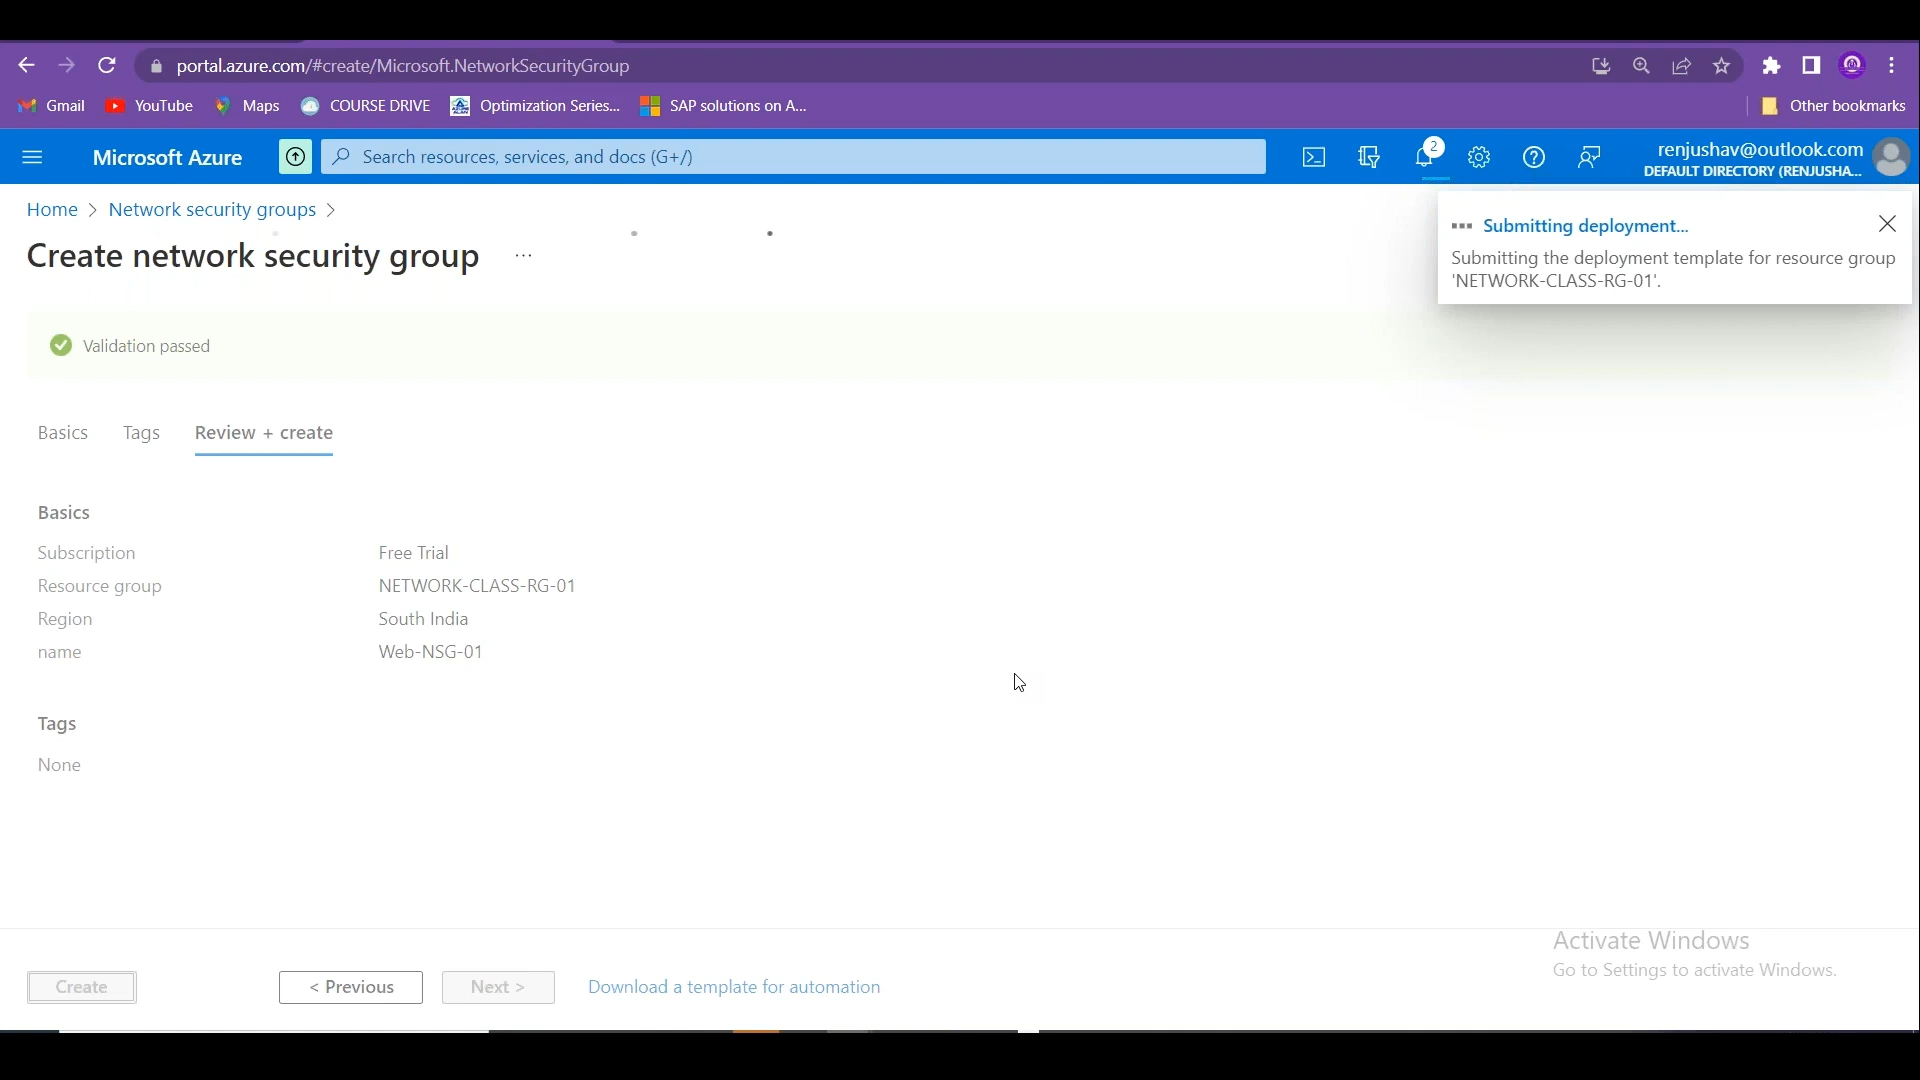 portal.azure.com/#create/Microsoft.NetworkSecurityGroup
Gmail YouTube Maps COURSE DRIVE Optimization Series... SAP solutions on A... Other bookmarks
Microsoft Azure Search resources, services, and docs (G+/) 2 renjushav@outlook.com
DEFAULT DIRECTORY (RENJUSHA...
Home > Network security groups >
Create network security group ...
Submitting deployment...
Submitting the deployment template for resource group
'NETWORK-CLASS-RG-01'.
Validation passed
Basics Tags Review + create
Basics
Subscription Free Trial
Resource group NETWORK-CLASS-RG-01
Region South India
name Web-NSG-01
Tags
None
Activate Windows
Go to Settings to activate Windows.
Create < Previous Next > Download a template for automation